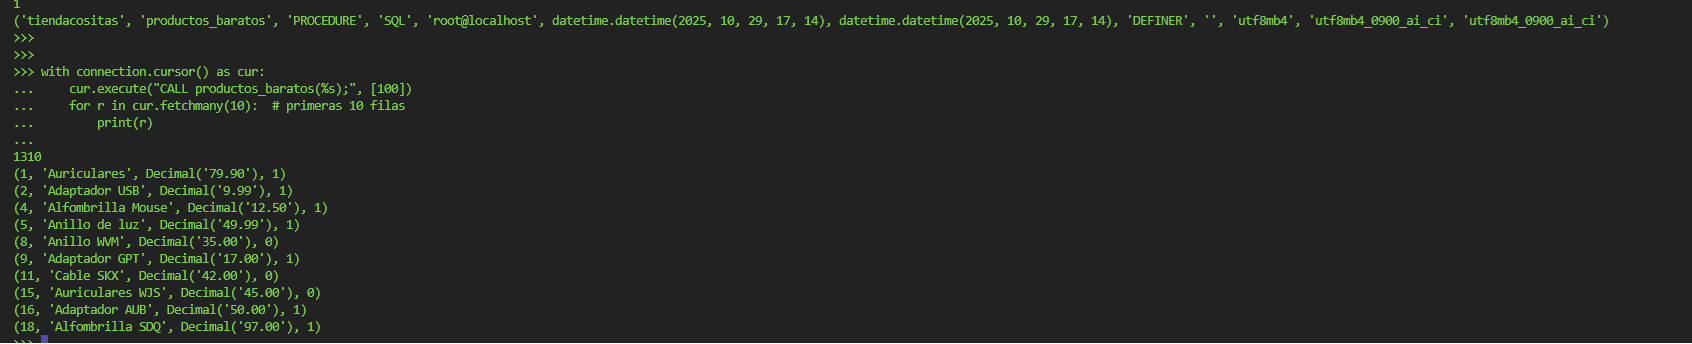 1
('tiendacositas', 'productos_baratos', 'PROCEDURE', 'SQL', 'root@localhost', datetime.datetime(2025, 10, 29, 17, 14), datetime.datetime(2025, 10, 29, 17, 14), 'DEFINER', '', 'utf8mb4', 'utf8mb4_0900_ai_ci', 'utf8mb4_0900_ai_ci')
>>>
>>>
>>> with connection.cursor() as cur:
...     cur.execute("CALL productos_baratos(%s);", [100])
...     for r in cur.fetchmany(10):  # primeras 10 filas
...         print(r)
...
1310
(1, 'Auriculares', Decimal('79.90'), 1)
(2, 'Adaptador USB', Decimal('9.99'), 1)
(4, 'Alfombrilla Mouse', Decimal('12.50'), 1)
(5, 'Anillo de luz', Decimal('49.99'), 1)
(8, 'Anillo WVM', Decimal('35.00'), 0)
(9, 'Adaptador GPT', Decimal('17.00'), 1)
(11, 'Cable SKX', Decimal('42.00'), 0)
(15, 'Auriculares WJS', Decimal('45.00'), 0)
(16, 'Adaptador AUB', Decimal('50.00'), 1)
(18, 'Alfombrilla SDQ', Decimal('97.00'), 1)
>>>